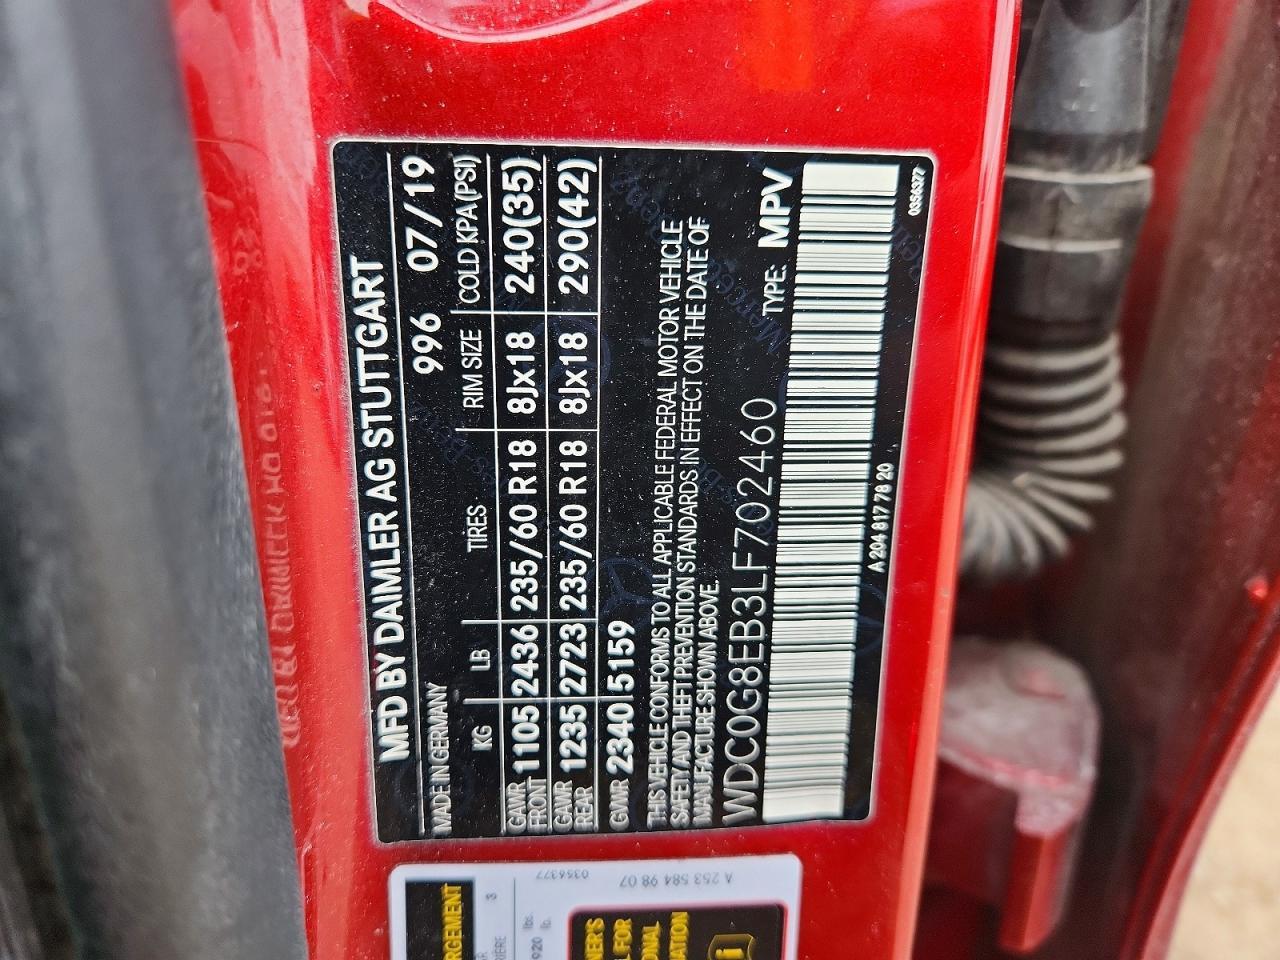 MFD BY DAIMLER AG STUTTGART
MADE IN GERMANY 996 07/19
KG LB TIRES RIM SIZE COLD KPA(PSI)
GAWR FRONT 1105 2436 235/60 R18 8Jx18 240(35)
GAWR REAR 1235 2723 235/60 R18 8Jx18 290(42)
GVWR 2340 5159
THIS VEHICLE CONFORMS TO ALL APPLICABLE FEDERAL MOTOR VEHICLE
SAFETY AND THEFT PREVENTION STANDARDS IN EFFECT ON THE DATE OF
MANUFACTURE SHOWN ABOVE.
WDC0G8EB3LF702460 TYPE: MPV
A 204 817 78 20
0356377
A 253 584 98 07
0356377